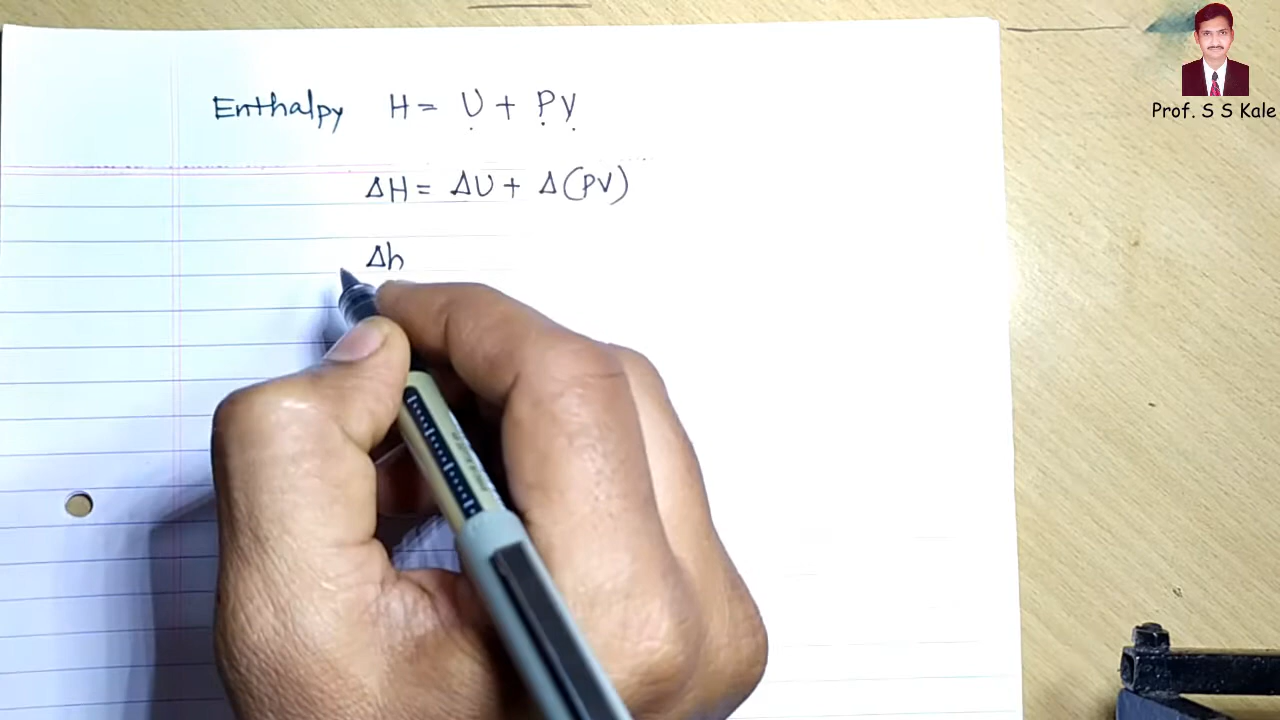 Enthalpy H = U + PV
ΔH = ΔU + Δ(PV)
Δh
Prof. S S Kale